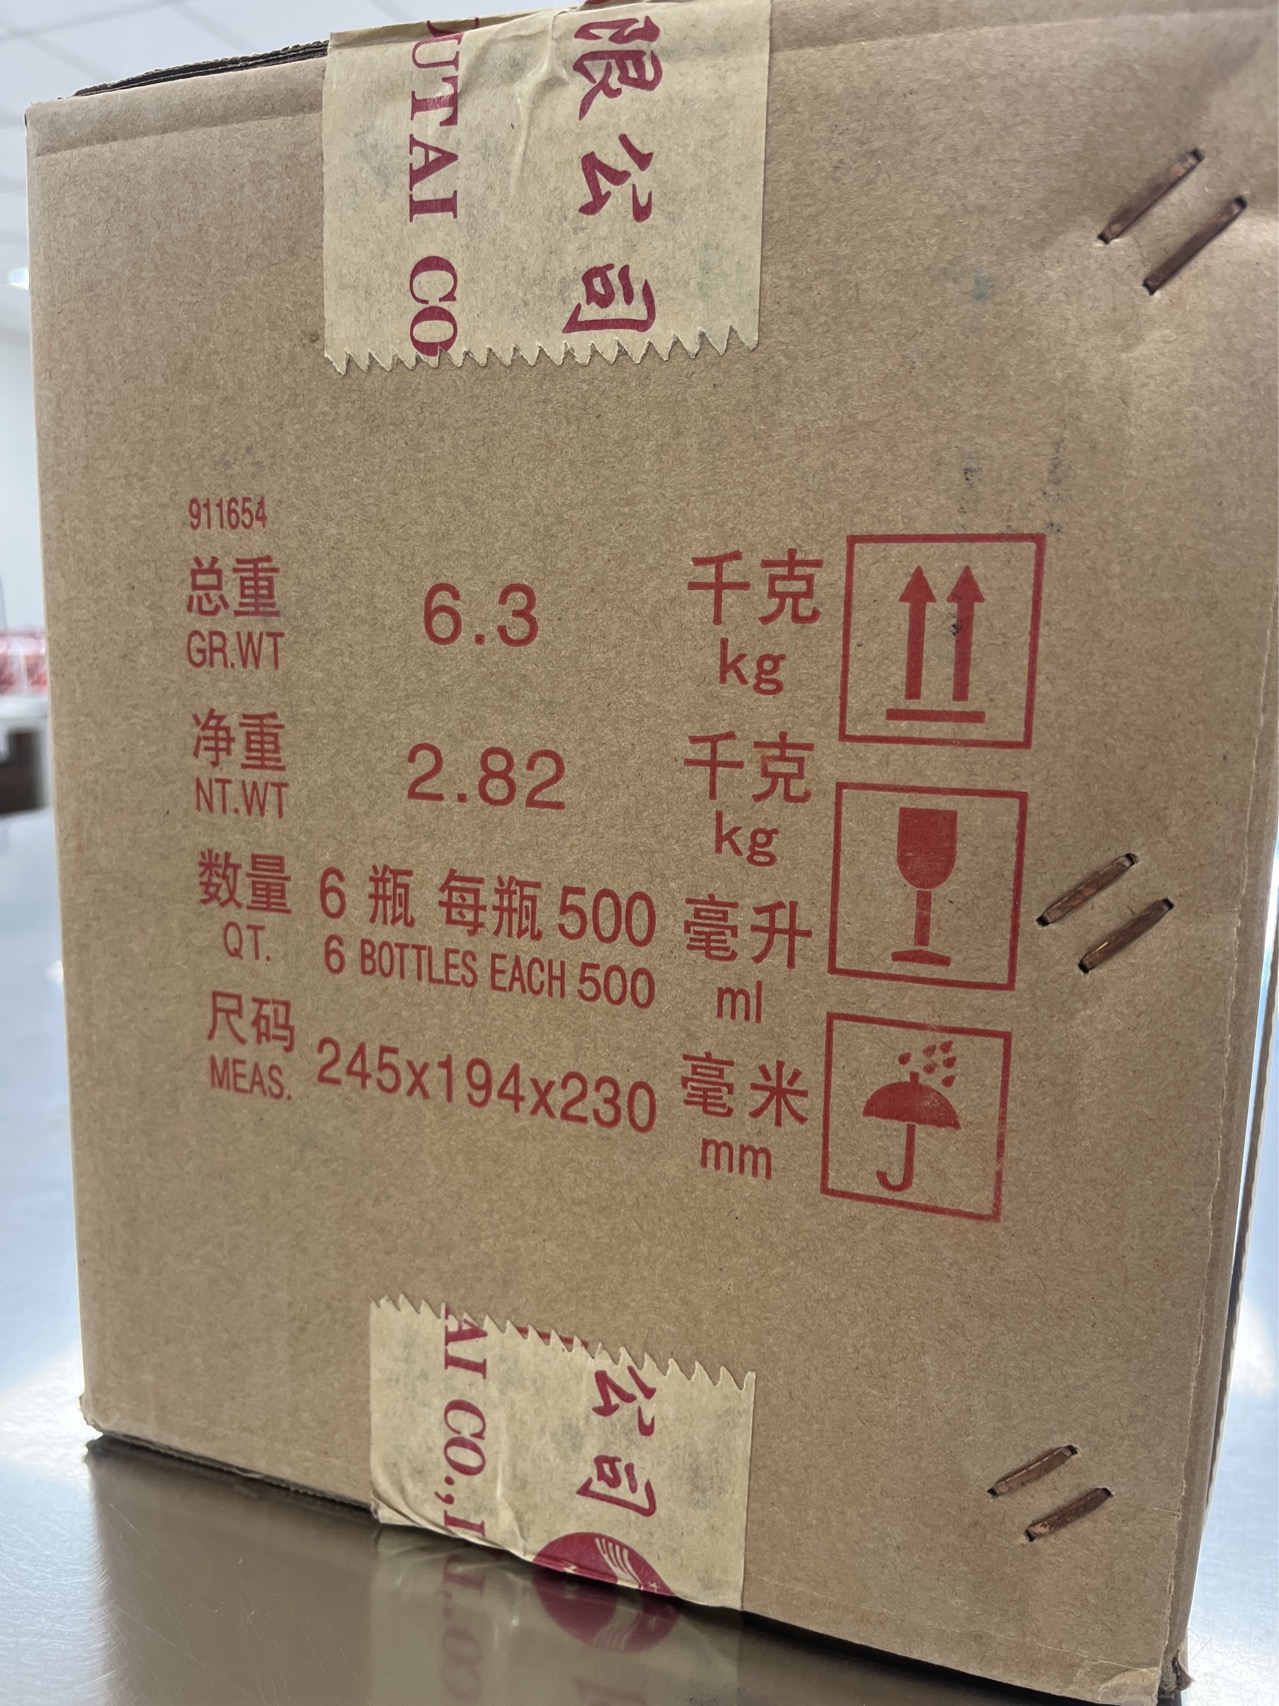 UTAI CO
限公司
911654
总重 6.3 千克
GR.WT kg
净重 2.82 千克
NT.WT kg
数量 6 瓶 每瓶 500 毫升
QT. 6 BOTTLES EACH 500 ml
尺码 245x194x230 毫米
MEAS. mm
AI CO.,
公司